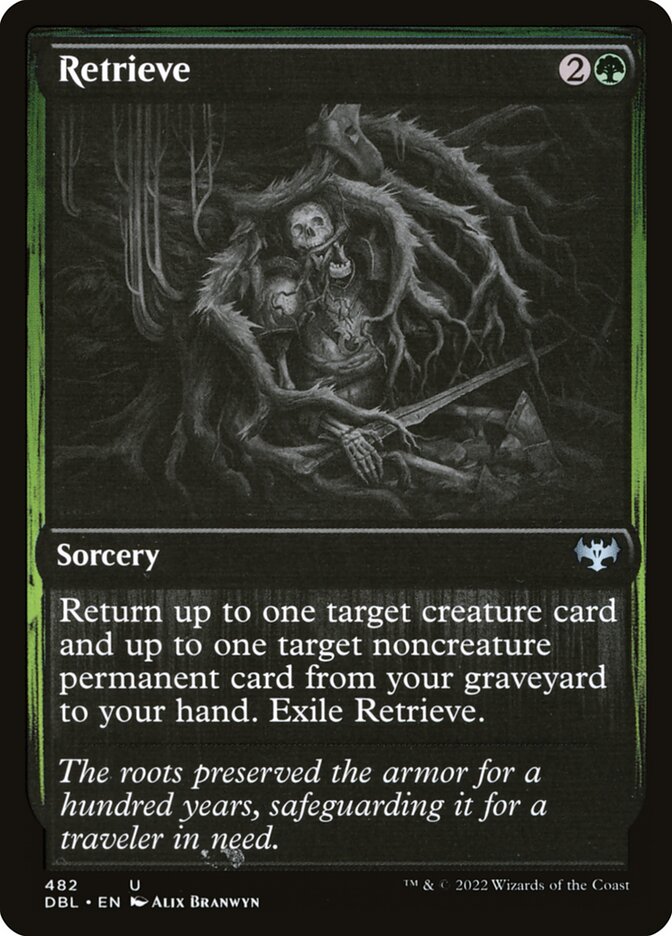 Retrieve 2
Sorcery
Return up to one target creature card
and up to one target noncreature
permanent card from your graveyard
to your hand. Exile Retrieve.
The roots preserved the armor for a
hundred years, safeguarding it for a
traveler in need.
482 U ™ & © 2022 Wizards of the Coast
DBL • EN Alix Branwyn